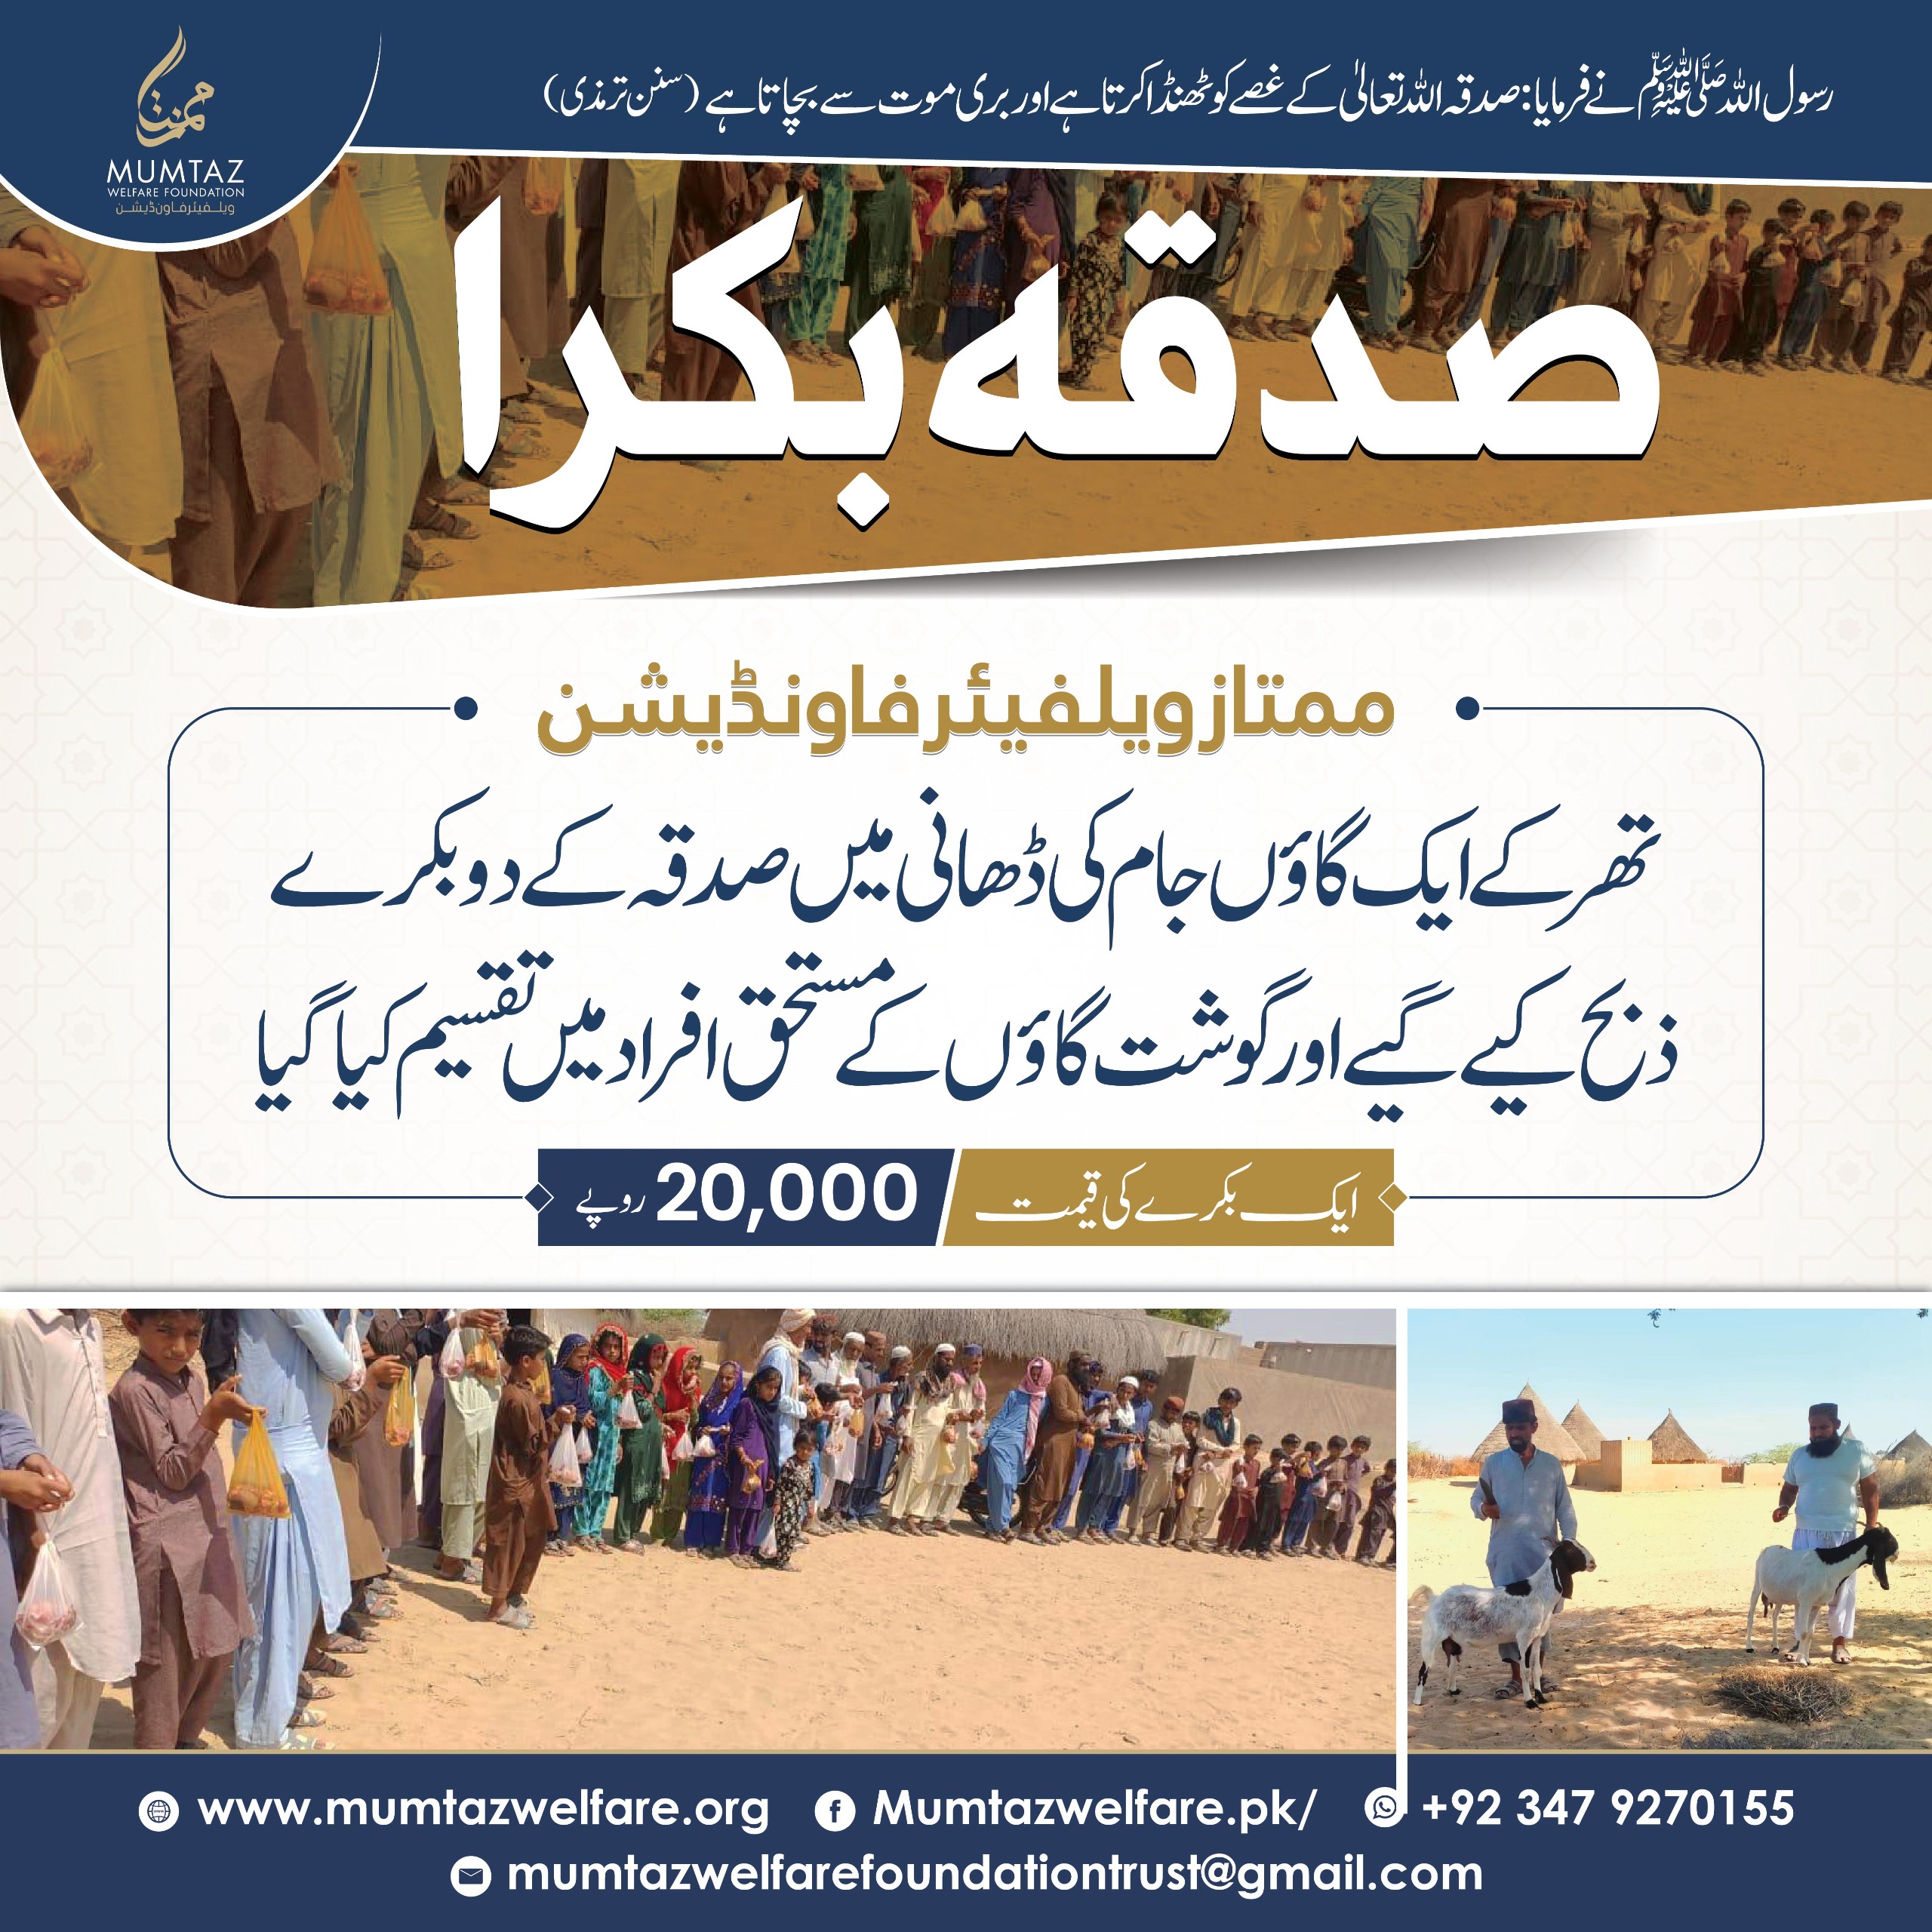 رسول اللہ ﷺ نے فرمایا: صدقہ اللہ تعالیٰ کے غصے کو ٹھنڈا کرتا ہے اور بری موت سے بچاتا ہے (سنن ترمذی)
ممتاز
MUMTAZ
WELFARE FOUNDATION
ویلفیئر فاونڈیشن
صدقہ بکرا
ممتاز ویلفیئر فاونڈیشن
تھر کے ایک گاؤں جام کی ڈھانی میں صدقہ کے دو بکرے
ذبح کیے گیے اور گوشت گاؤں کے مستحق افراد میں تقسیم کیا گیا
ایک بکرے کی قیمت 20,000 روپے
www.mumtazwelfare.org Mumtazwelfare.pk/ +92 347 9270155
mumtazwelfarefoundationtrust@gmail.com